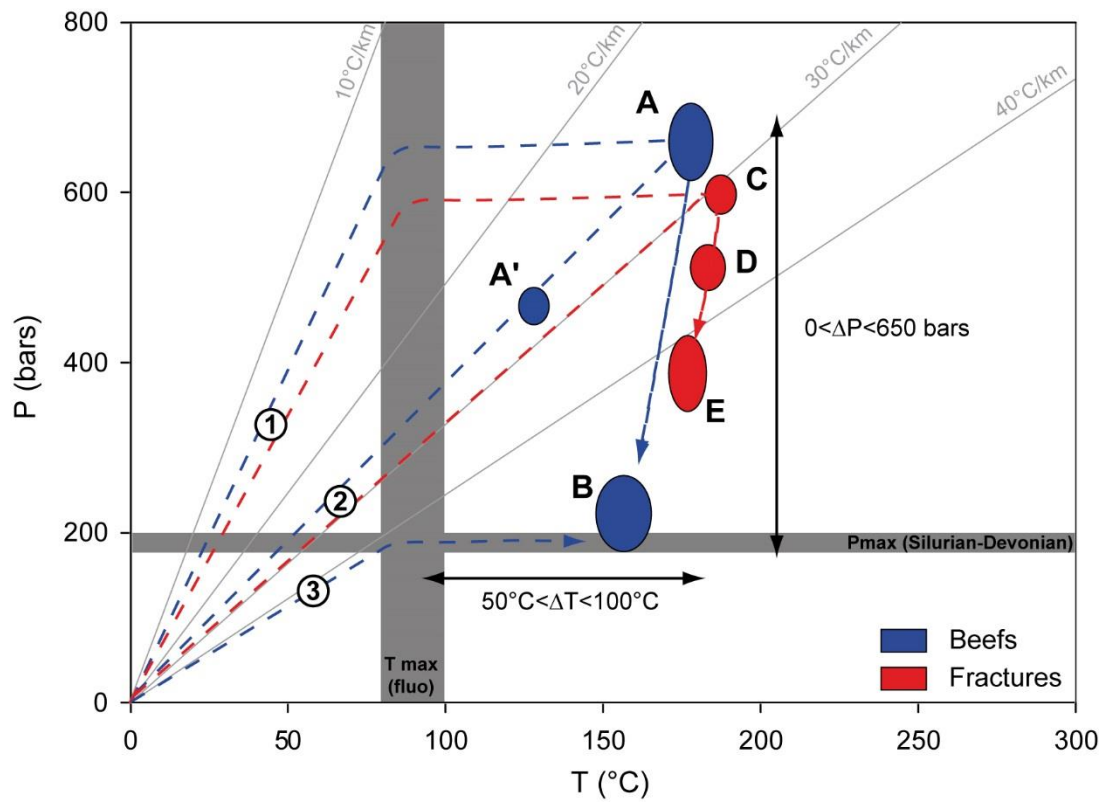 800
600
400
200
0
P (bars)
10°C/km
20°C/km
30°C/km
40°C/km
A
C
D
A'
E
B
0<ΔP<650 bars
1
2
3
Pmax (Silurian-Devonian)
50°C<ΔT<100°C
T max
(fluo)
Beefs
Fractures
0
50
100
150
200
250
300
T (°C)